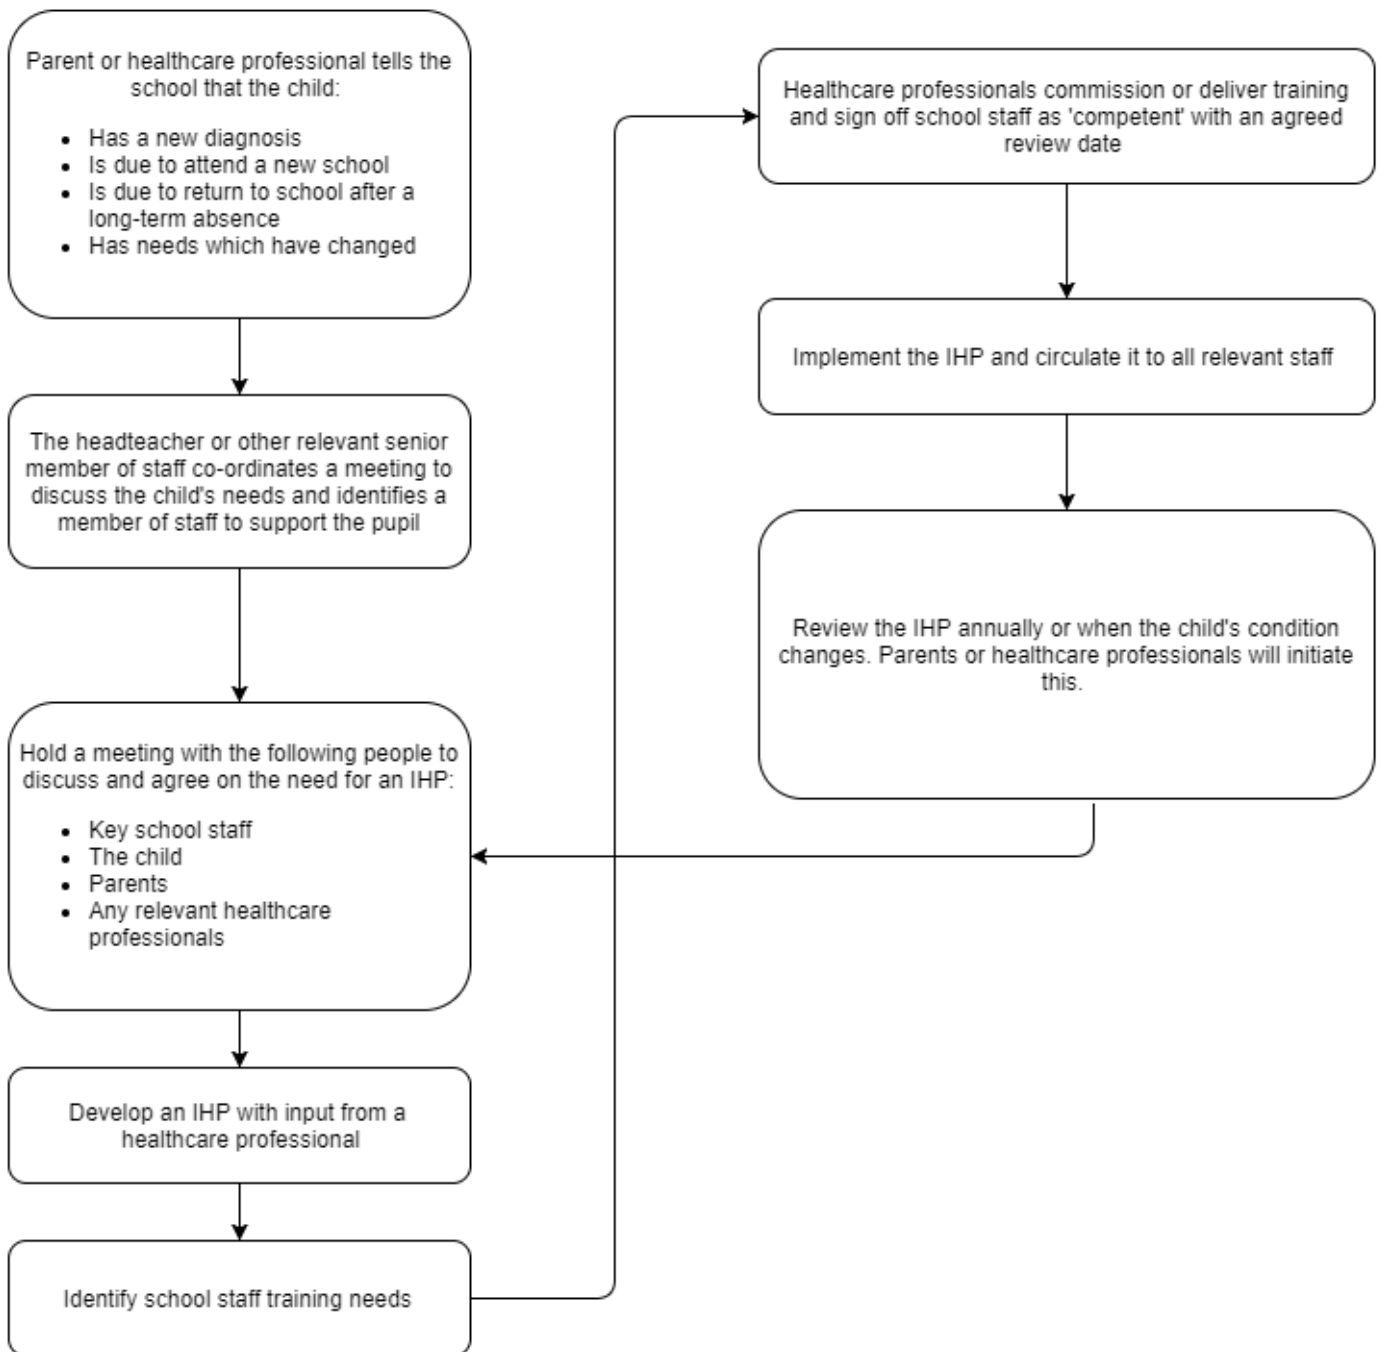 Parent or healthcare professional tells the
school that the child:
• Has a new diagnosis
• Is due to attend a new school
• Is due to return to school after a
long-term absence
• Has needs which have changed
The headteacher or other relevant senior
member of staff co-ordinates a meeting to
discuss the child's needs and identifies a
member of staff to support the pupil
Hold a meeting with the following people to
discuss and agree on the need for an IHP:
• Key school staff
• The child
• Parents
• Any relevant healthcare
professionals
Develop an IHP with input from a
healthcare professional
Identify school staff training needs
Healthcare professionals commission or deliver training
and sign off school staff as 'competent' with an agreed
review date
Implement the IHP and circulate it to all relevant staff
Review the IHP annually or when the child's condition
changes. Parents or healthcare professionals will initiate
this.